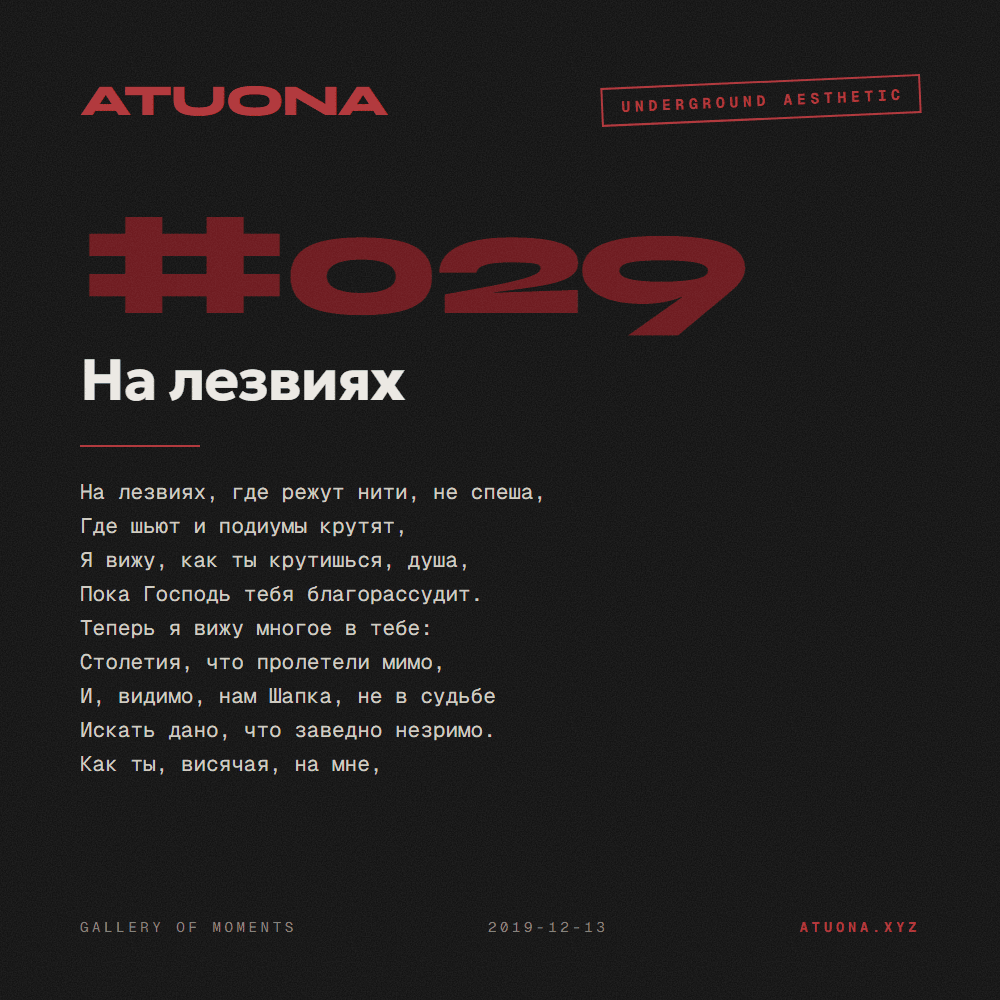 ATUONA
UNDERGROUND AESTHETIC
#029
На лезвиях
На лезвиях, где режут нити, не спеша,
Где шьют и подиумы крутят,
Я вижу, как ты крутишься, душа,
Пока Господь тебя благорассудит.
Теперь я вижу многое в тебе:
Столетия, что пролетели мимо,
И, видимо, нам Шапка, не в судьбе
Искать дано, что заведно незримо.
Как ты, висячая, на мне,
GALLERY OF MOMENTS
2019-12-13
ATUONA.XYZ